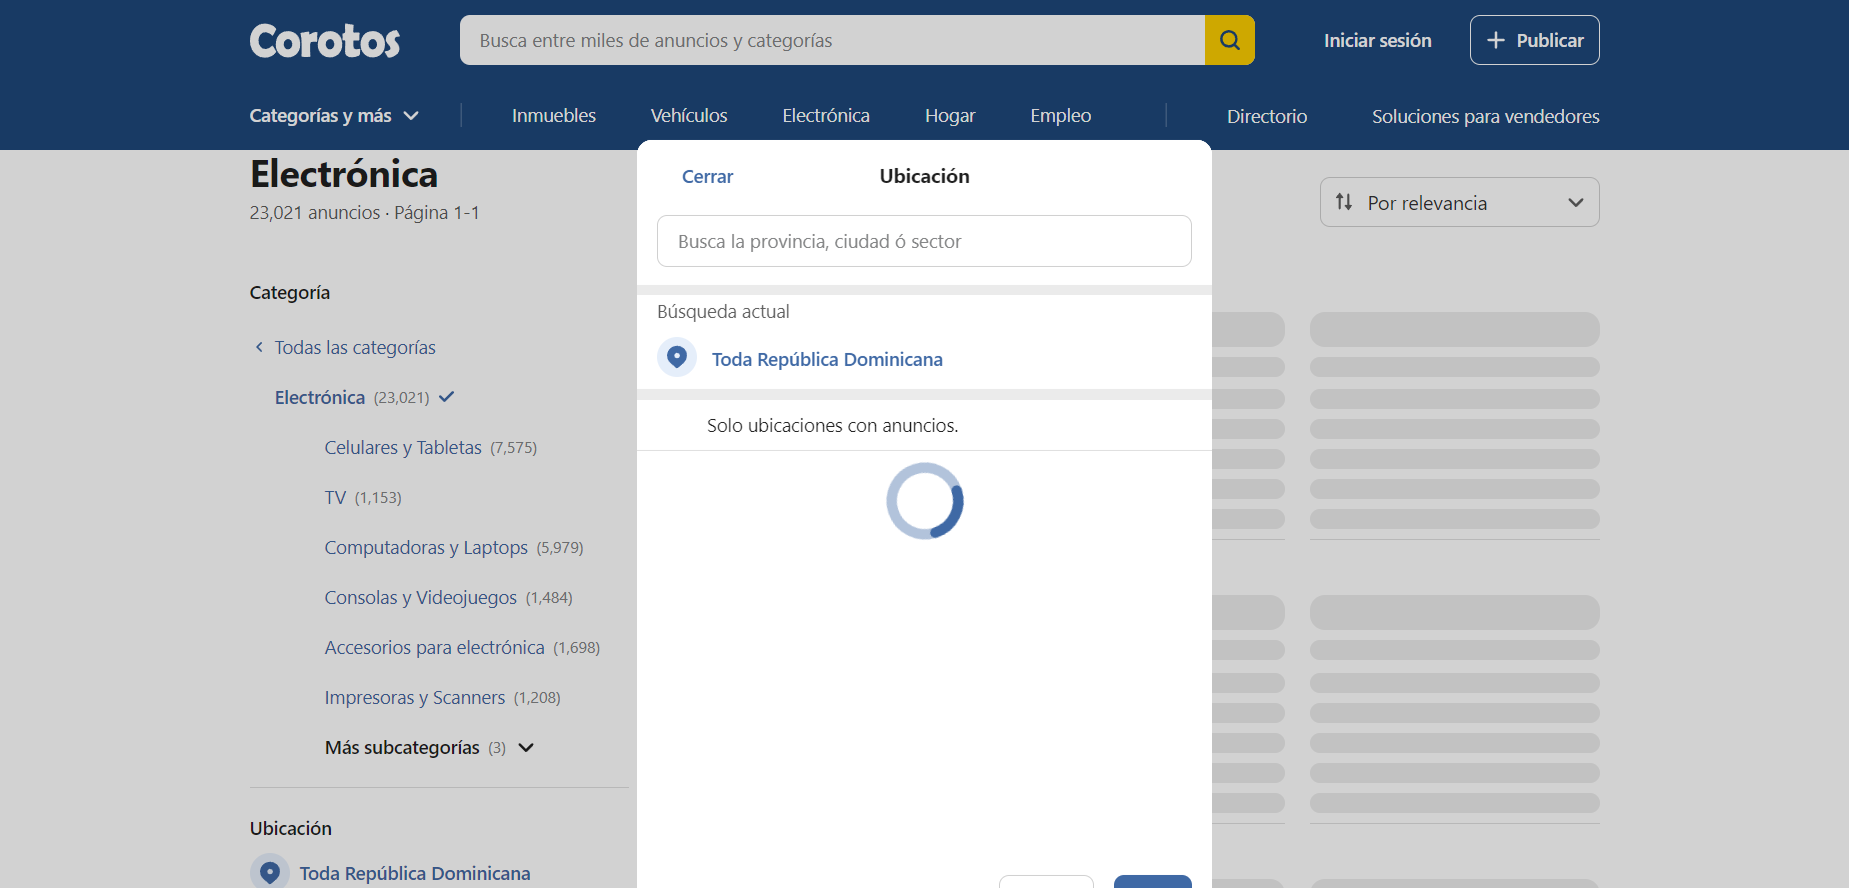 Corotos
Busca entre miles de anuncios y categorías
Iniciar sesión
Publicar
Categorías y más
Inmuebles
Vehículos
Electrónica
Hogar
Empleo
Directorio
Soluciones para vendedores
Electrónica
23,021 anuncios · Página 1-1
Por relevancia
Categoría
Todas las categorías
Electrónica (23,021)
Celulares y Tabletas (7,575)
TV (1,153)
Computadoras y Laptops (5,979)
Consolas y Videojuegos (1,484)
Accesorios para electrónica (1,698)
Impresoras y Scanners (1,208)
Más subcategorías (3)
Ubicación
Toda República Dominicana
Cerrar
Ubicación
Busca la provincia, ciudad ó sector
Búsqueda actual
Toda República Dominicana
Solo ubicaciones con anuncios.